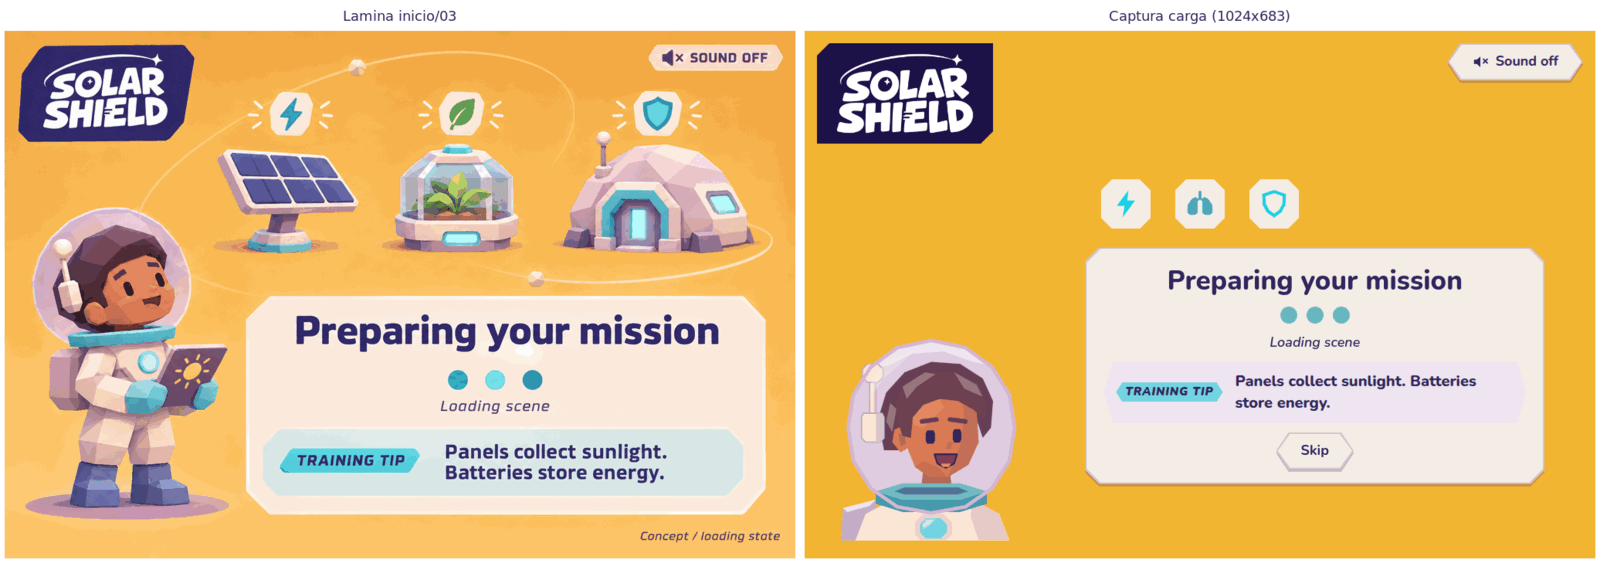 Lamina inicio/03
SOLAR
SHIELD
SOUND OFF
Preparing your mission
Loading scene
TRAINING TIP
Panels collect sunlight.
Batteries store energy.
Concept / loading state
Captura carga (1024x683)
SOLAR
SHIELD
Sound off
Preparing your mission
Loading scene
TRAINING TIP
Panels collect sunlight. Batteries
store energy.
Skip